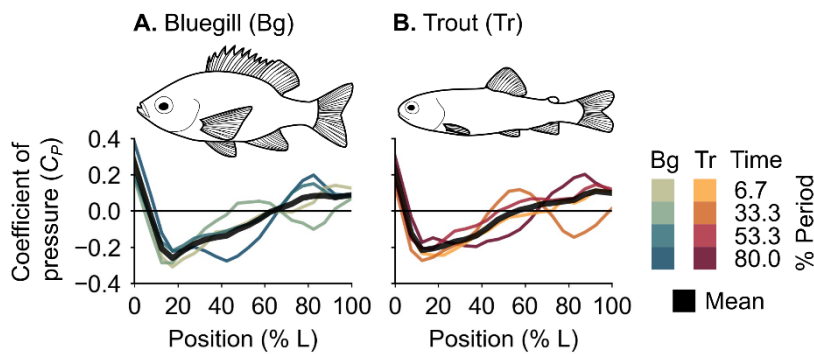 A. Bluegill (Bg)
B. Trout (Tr)
Coefficient of
pressure (CP)
0.4
0.2
0.0
−0.2
−0.4
0 20 40 60 80 100
Position (% L)
0 20 40 60 80 100
Position (% L)
Bg Tr Time
6.7
33.3
53.3
80.0
% Period
Mean